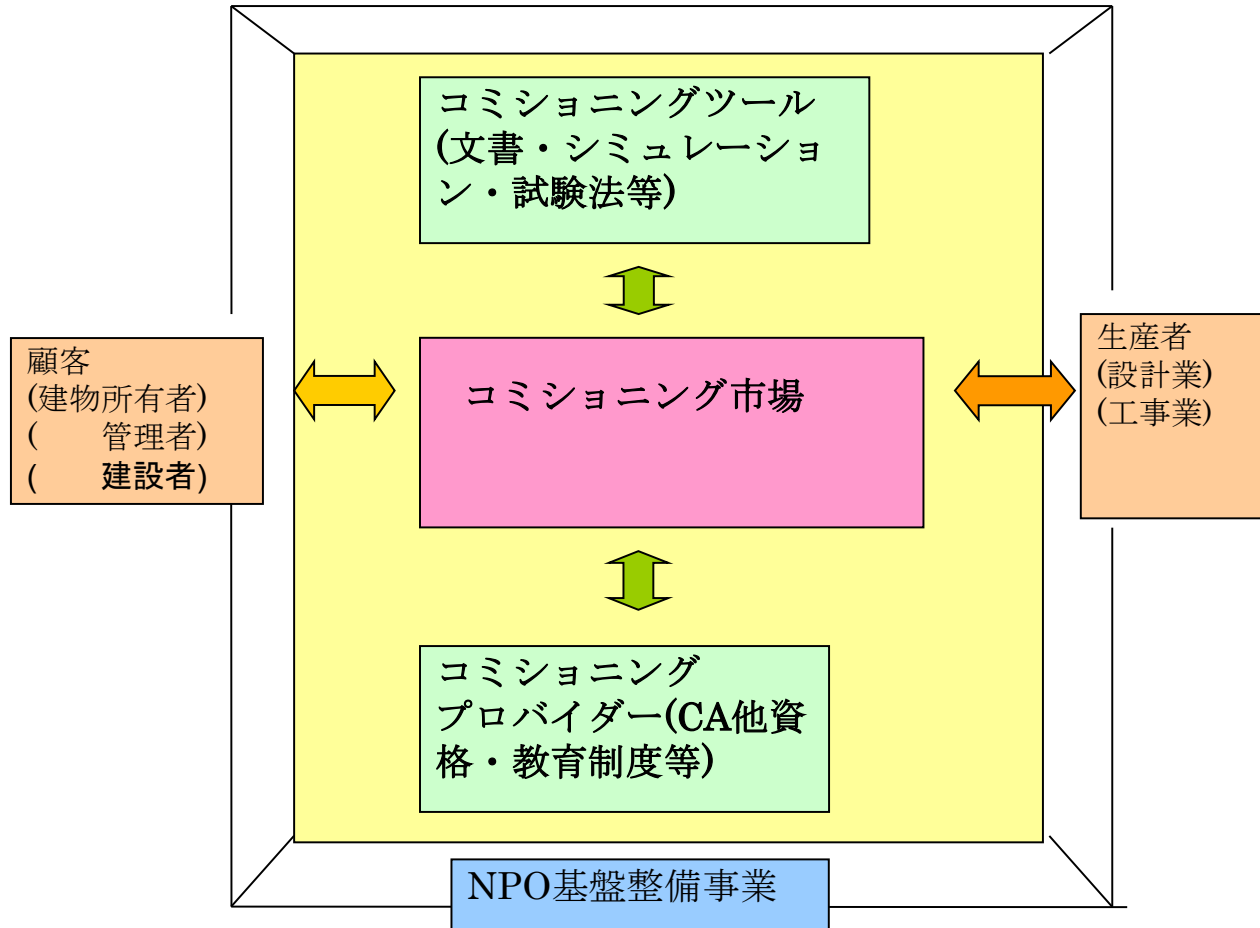 コミショニングツール
(文書・シミュレーショ
ン・試験法等)
顧客
(建物所有者)
(　　管理者)
(　　建設者)
コミショニング市場
生産者
(設計業)
(工事業)
コミショニング
プロバイダー(CA他資
格・教育制度等)
NPO基盤整備事業